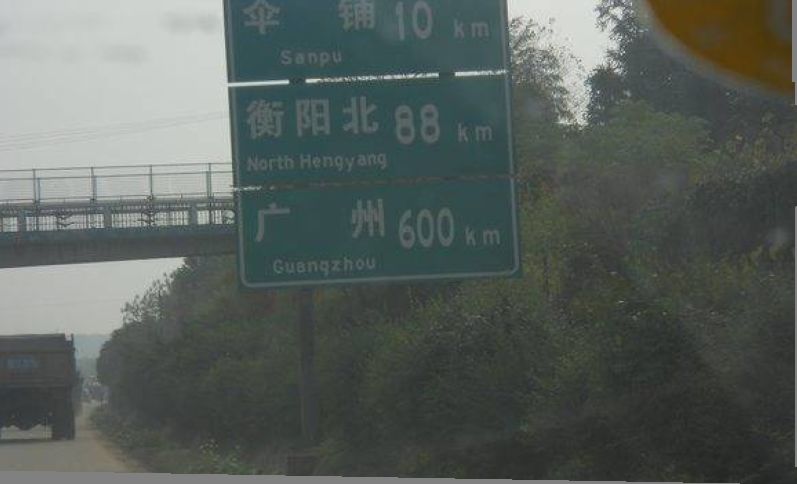 伞铺 10 km
Sanpu
衡阳北 88 km
North Hengyang
广州 600 km
Guangzhou